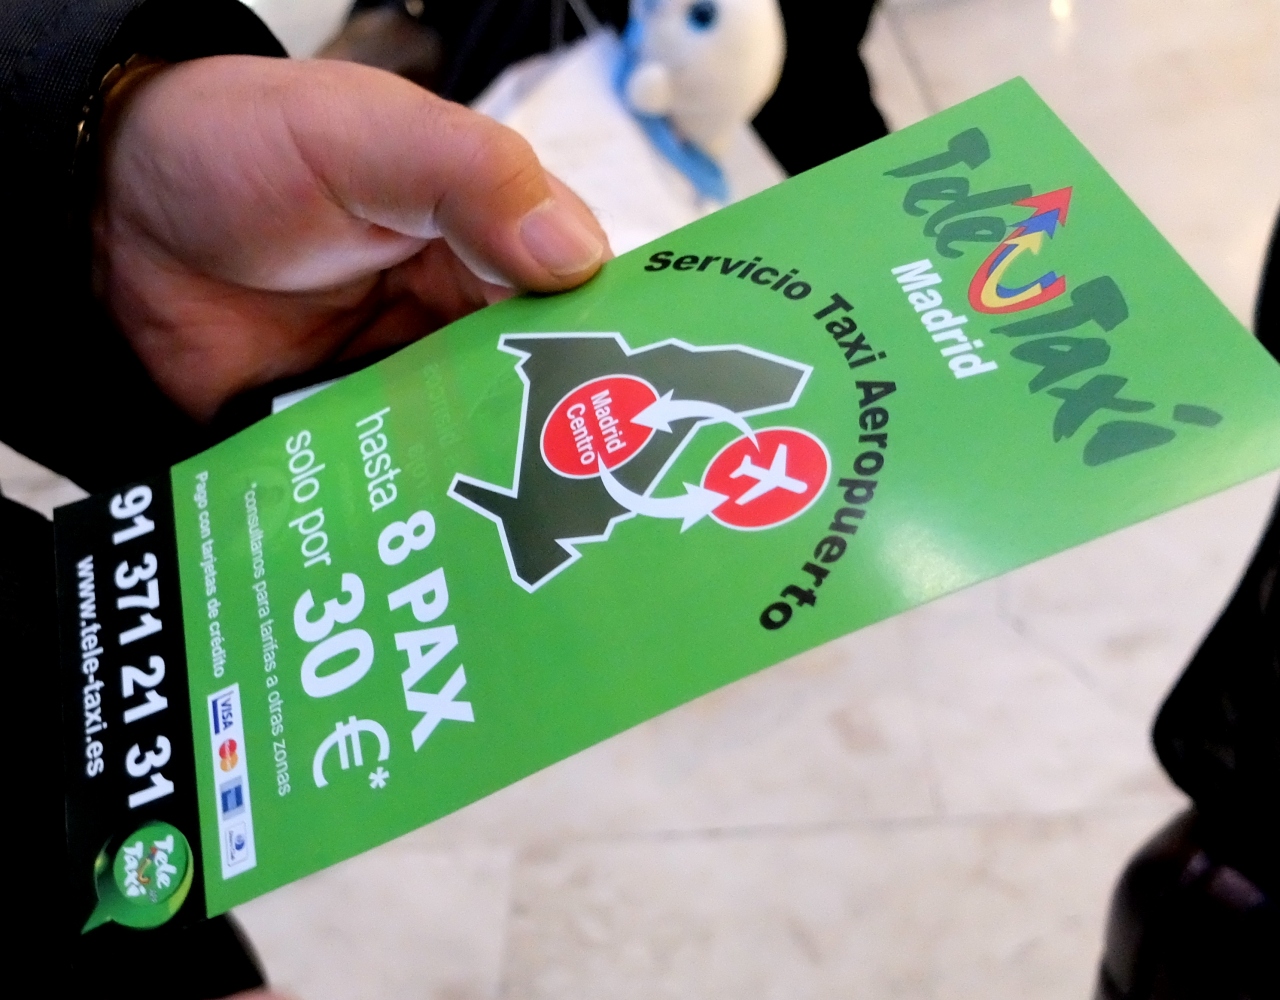 Tele Taxi
Madrid
Servicio Taxi Aeropuerto
Madrid
Centro
hasta 8 PAX
solo por 30 €*
*consultanos para tarifas a otras zonas
Pago con tarjetas de crédito
VISA
91 371 21 31
www.tele-taxi.es
Tele
Taxi